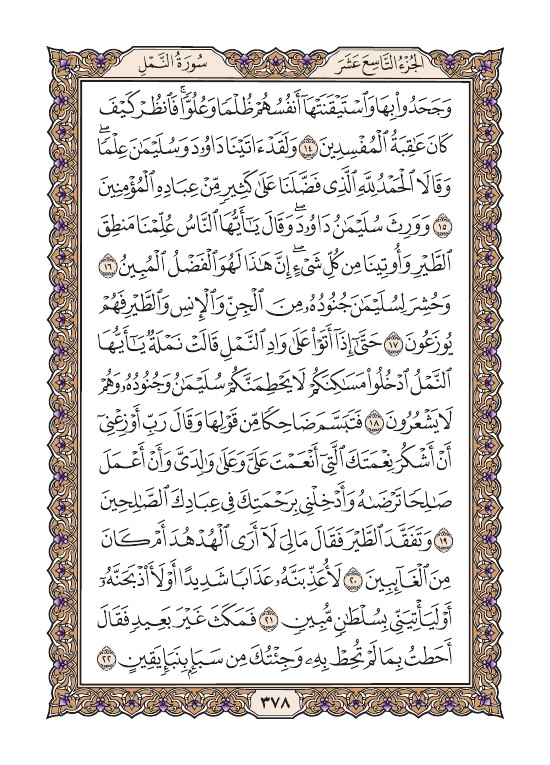 الجزء التاسع عشر
سورة النمل
وَجَحَدُوا۟ بِهَا وَٱسْتَيْقَنَتْهَآ أَنفُسُهُمْ ظُلْمًا وَعُلُوًّا ۚ فَٱنظُرْ كَيْفَ
كَانَ عَـٰقِبَةُ ٱلْمُفْسِدِينَ ١٤ وَلَقَدْ ءَاتَيْنَا دَاوُۥدَ وَسُلَيْمَـٰنَ عِلْمًا ۖ
وَقَالَا ٱلْحَمْدُ لِلَّهِ ٱلَّذِى فَضَّلَنَا عَلَىٰ كَثِيرٍ مِّنْ عِبَادِهِ ٱلْمُؤْمِنِينَ
١٥ وَوَرِثَ سُلَيْمَـٰنُ دَاوُۥدَ ۖ وَقَالَ يَـٰٓأَيُّهَا ٱلنَّاسُ عُلِّمْنَا مَنطِقَ
ٱلطَّيْرِ وَأُوتِينَا مِن كُلِّ شَىْءٍ ۖ إِنَّ هَـٰذَا لَهُوَ ٱلْفَضْلُ ٱلْمُبِينُ ١٦
وَحُشِرَ لِسُلَيْمَـٰنَ جُنُودُهُۥ مِنَ ٱلْجِنِّ وَٱلْإِنسِ وَٱلطَّيْرِ فَهُمْ
يُوزَعُونَ ١٧ حَتَّىٰٓ إِذَآ أَتَوْا۟ عَلَىٰ وَادِ ٱلنَّمْلِ قَالَتْ نَمْلَةٌ يَـٰٓأَيُّهَا
ٱلنَّمْلُ ٱدْخُلُوا۟ مَسَـٰكِنَكُمْ لَا يَحْطِمَنَّكُمْ سُلَيْمَـٰنُ وَجُنُودُهُۥ وَهُمْ
لَا يَشْعُرُونَ ١٨ فَتَبَسَّمَ ضَاحِكًا مِّن قَوْلِهَا وَقَالَ رَبِّ أَوْزِعْنِىٓ
أَنْ أَشْكُرَ نِعْمَتَكَ ٱلَّتِىٓ أَنْعَمْتَ عَلَىَّ وَعَلَىٰ وَٰلِدَىَّ وَأَنْ أَعْمَلَ
صَـٰلِحًا تَرْضَىٰهُ وَأَدْخِلْنِى بِرَحْمَتِكَ فِى عِبَادِكَ ٱلصَّـٰلِحِينَ
١٩ وَتَفَقَّدَ ٱلطَّيْرَ فَقَالَ مَالِىَ لَآ أَرَى ٱلْهُدْهُدَ أَمْ كَانَ
مِنَ ٱلْغَآئِبِينَ ٢٠ لَأُعَذِّبَنَّهُۥ عَذَابًا شَدِيدًا أَوْ لَأَا۟ذْبَحَنَّهُۥٓ
أَوْ لَيَأْتِيَنِّى بِسُلْطَـٰنٍ مُّبِينٍ ٢١ فَمَكَثَ غَيْرَ بَعِيدٍ فَقَالَ
أَحَطتُ بِمَا لَمْ تُحِطْ بِهِۦ وَجِئْتُكَ مِن سَبَإٍۭ بِنَبَإٍ يَقِينٍ ٢٢
٣٧٨